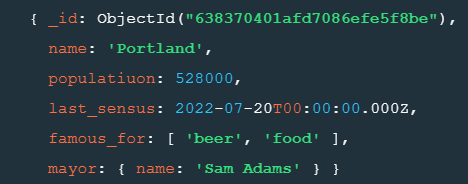 { _id: ObjectId("638370401afd7086efe5f8be"),
name: 'Portland',
populatiuon: 528000,
last_sensus: 2022-07-20T00:00:00.000Z,
famous_for: [ 'beer', 'food' ],
mayor: { name: 'Sam Adams' } }